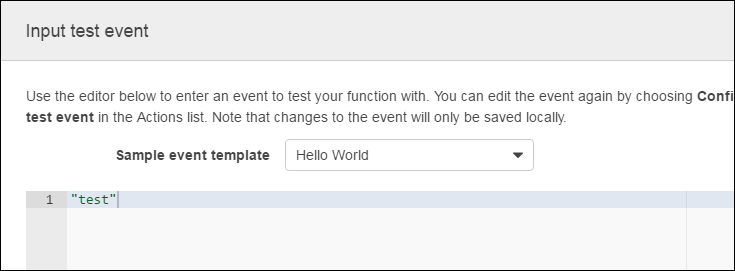 Input test event
Use the editor below to enter an event to test your function with. You can edit the event again by choosing Confi
test event in the Actions list. Note that changes to the event will only be saved locally.
Sample event template Hello World
1 "test"